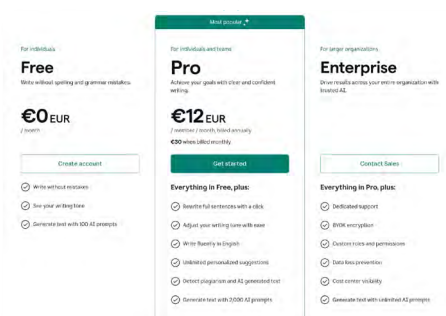 Most popular
For individuals
Free
Write without spelling and grammar mistakes.
€0 EUR
/ month
Create account
Write without mistakes
See your writing tone
Generate text with 100 AI prompts
For individuals and teams
Pro
Achieve your goals with clear and confident
writing.
€12 EUR
/ member / month, billed annually
€30 when billed monthly
Get started
Everything in Free, plus:
Rewrite full sentences with a click
Adjust your writing tone with ease
Write fluently in English
Unlimited personalized suggestions
Detect plagiarism and AI generated text
Generate text with 2,000 AI prompts
For larger organizations
Enterprise
Drive results across your entire organization with
trusted AI.
Contact Sales
Everything in Pro, plus:
Dedicated support
BYOK encryption
Custom roles and permissions
Data loss prevention
Cost center visibility
Generate text with unlimited AI prompts